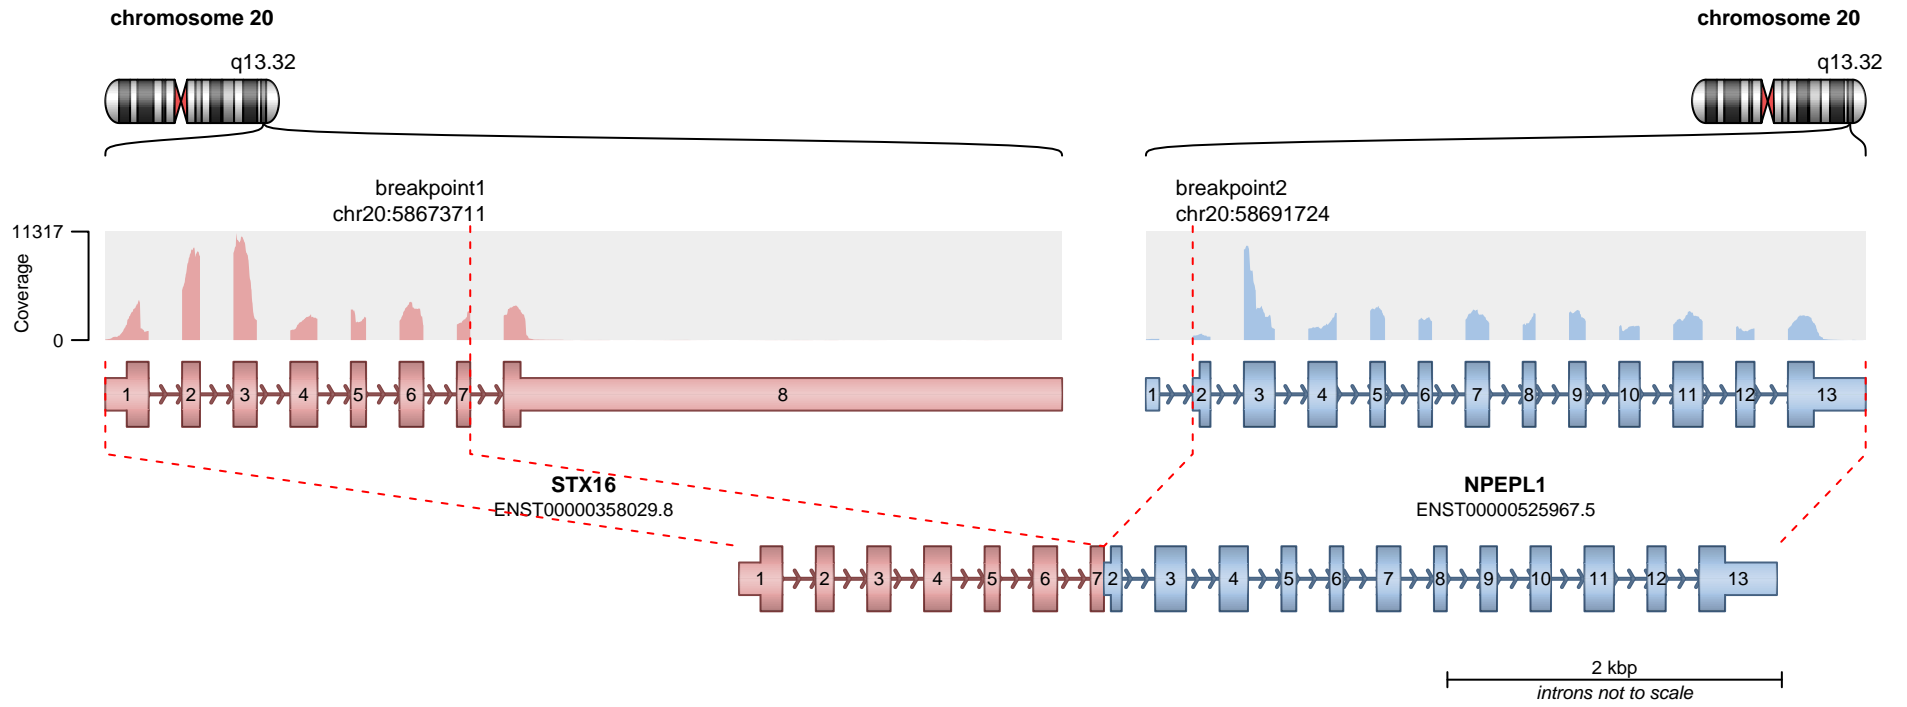 chromosome 20
chromosome 20
q13.32
q13.32
breakpoint1
chr20:58673711
breakpoint2
chr20:58691724
11317
Coverage
0
1 2 3 4 5 6 7 8
1 2 3 4 5 6 7 8 9 10 11 12 13
STX16
ENST00000358029.8
NPEPL1
ENST00000525967.5
1 2 3 4 5 6 7 2 3 4 5 6 7 8 9 10 11 12 13
2 kbp
introns not to scale